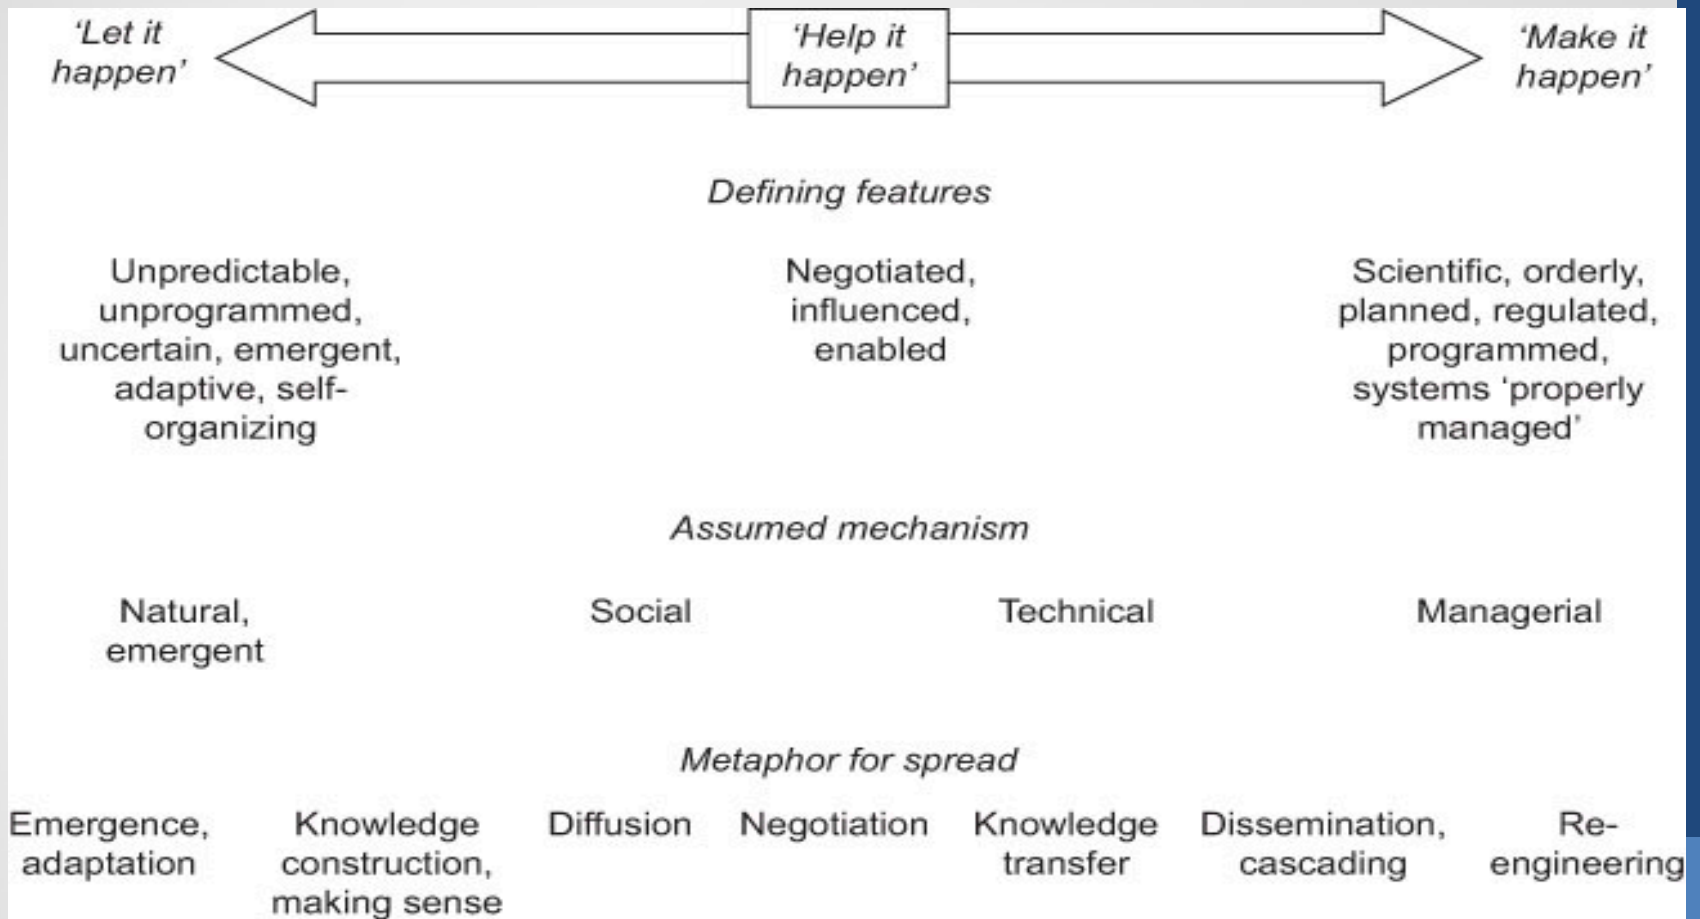 ‘Let it
happen’
‘Help it
happen’
‘Make it
happen’
Defining features
Unpredictable,
unprogrammed,
uncertain, emergent,
adaptive, self-
organizing
Negotiated,
influenced,
enabled
Scientific, orderly,
planned, regulated,
programmed,
systems ‘properly
managed’
Assumed mechanism
Natural,
emergent
Social
Technical
Managerial
Metaphor for spread
Emergence,
adaptation
Knowledge
construction,
making sense
Diffusion
Negotiation
Knowledge
transfer
Dissemination,
cascading
Re-
engineering